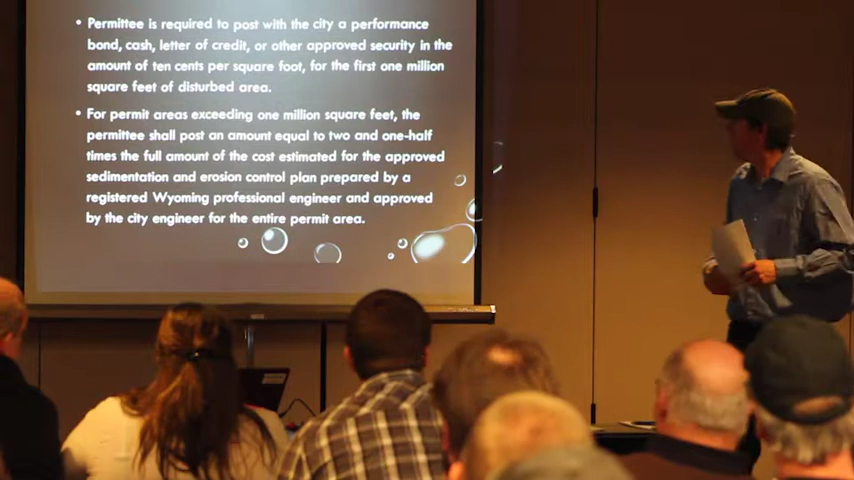 • Permittee is required to post with the city a performance
bond, cash, letter of credit, or other approved security in the
amount of ten cents per square foot, for the first one million
square feet of disturbed area.
• For permit areas exceeding one million square feet, the
permittee shall post an amount equal to two and one-half
times the full amount of the cost estimated for the approved
sedimentation and erosion control plan prepared by a
registered Wyoming professional engineer and approved
by the city engineer for the entire permit area.